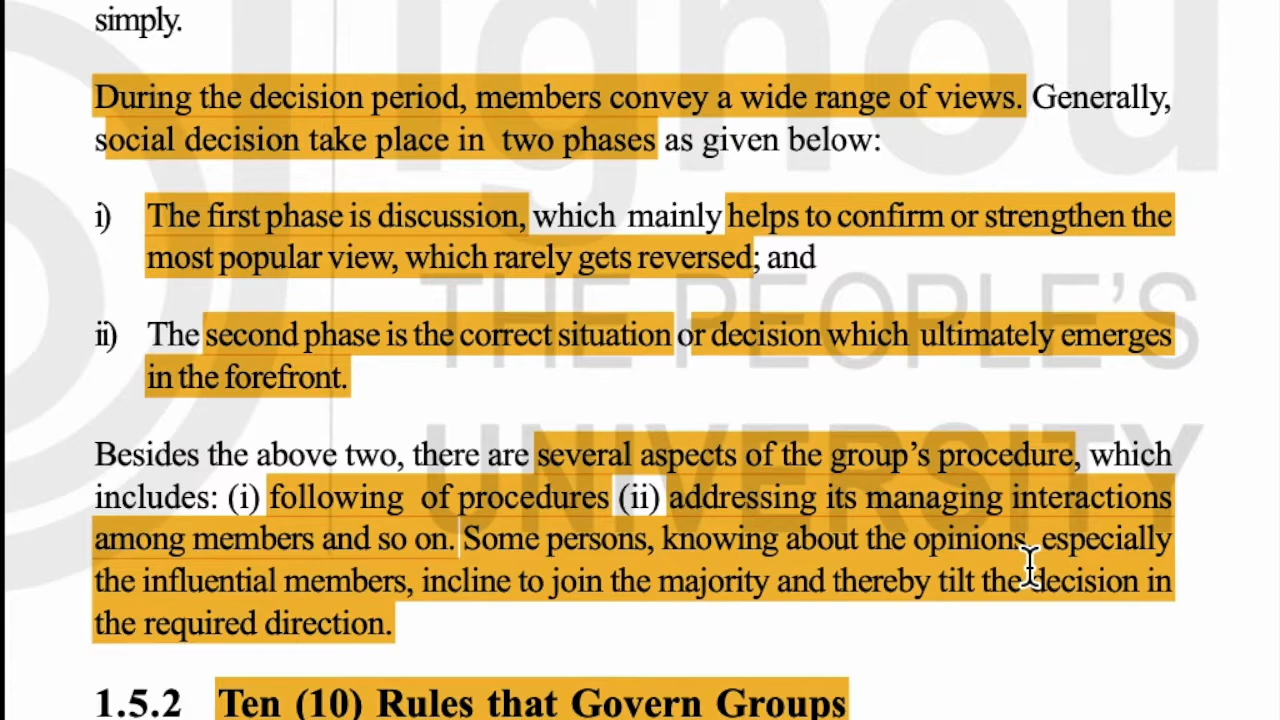 simply.
During the decision period, members convey a wide range of views. Generally,
social decision take place in two phases as given below:
i) The first phase is discussion, which mainly helps to confirm or strengthen the
most popular view, which rarely gets reversed; and
ii) The second phase is the correct situation or decision which ultimately emerges
in the forefront.
Besides the above two, there are several aspects of the group's procedure, which
includes: (i) following of procedures (ii) addressing its managing interactions
among members and so on. Some persons, knowing about the opinions, especially
the influential members, incline to join the majority and thereby tilt the decision in
the required direction.
1.5.2 Ten (10) Rules that Govern Groups
ignou
THE PEOPLE'S
UNIVERSITY